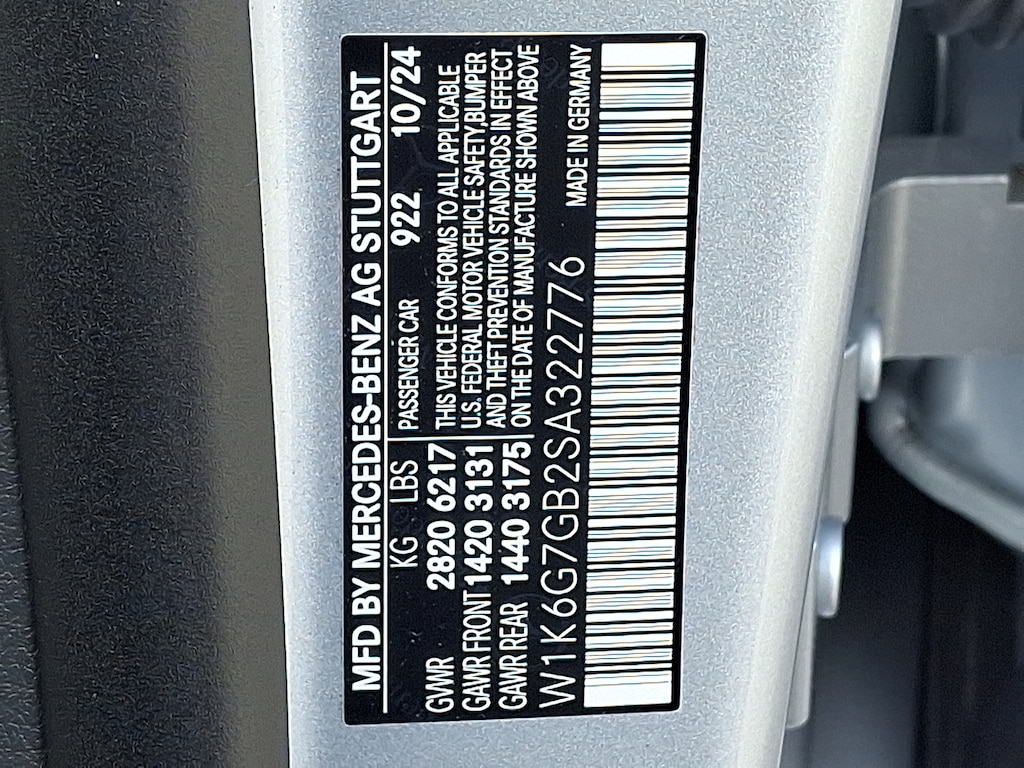 MFD BY MERCEDES-BENZ AG STUTTGART
KG LBS PASSENGER CAR 922 10/24
GVWR 2820 6217
GAWR FRONT 1420 3131
GAWR REAR 1440 3175
THIS VEHICLE CONFORMS TO ALL APPLICABLE
U.S. FEDERAL MOTOR VEHICLE SAFETY,BUMPER
AND THEFT PREVENTION STANDARDS IN EFFECT
ON THE DATE OF MANUFACTURE SHOWN ABOVE
W1K6G7GB2SA322776 MADE IN GERMANY